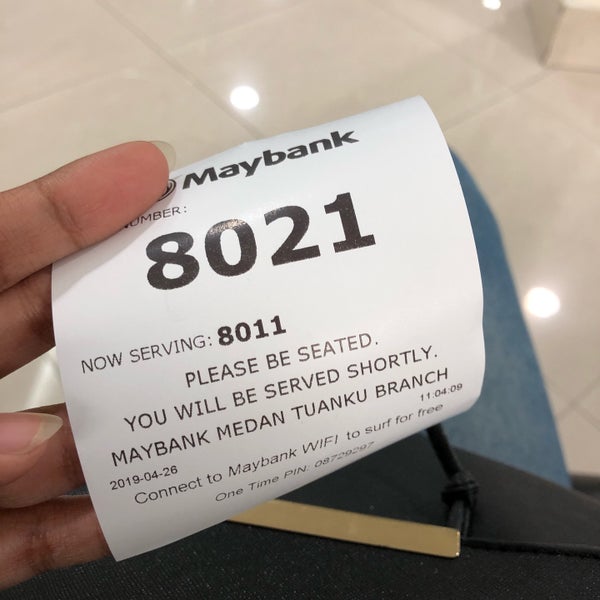 Maybank
NUMBER:
8021
NOW SERVING: 8011
PLEASE BE SEATED.
YOU WILL BE SERVED SHORTLY.
MAYBANK MEDAN TUANKU BRANCH
2019-04-26 11:04:09
Connect to Maybank WIFI to surf for free
One Time PIN: 08729297